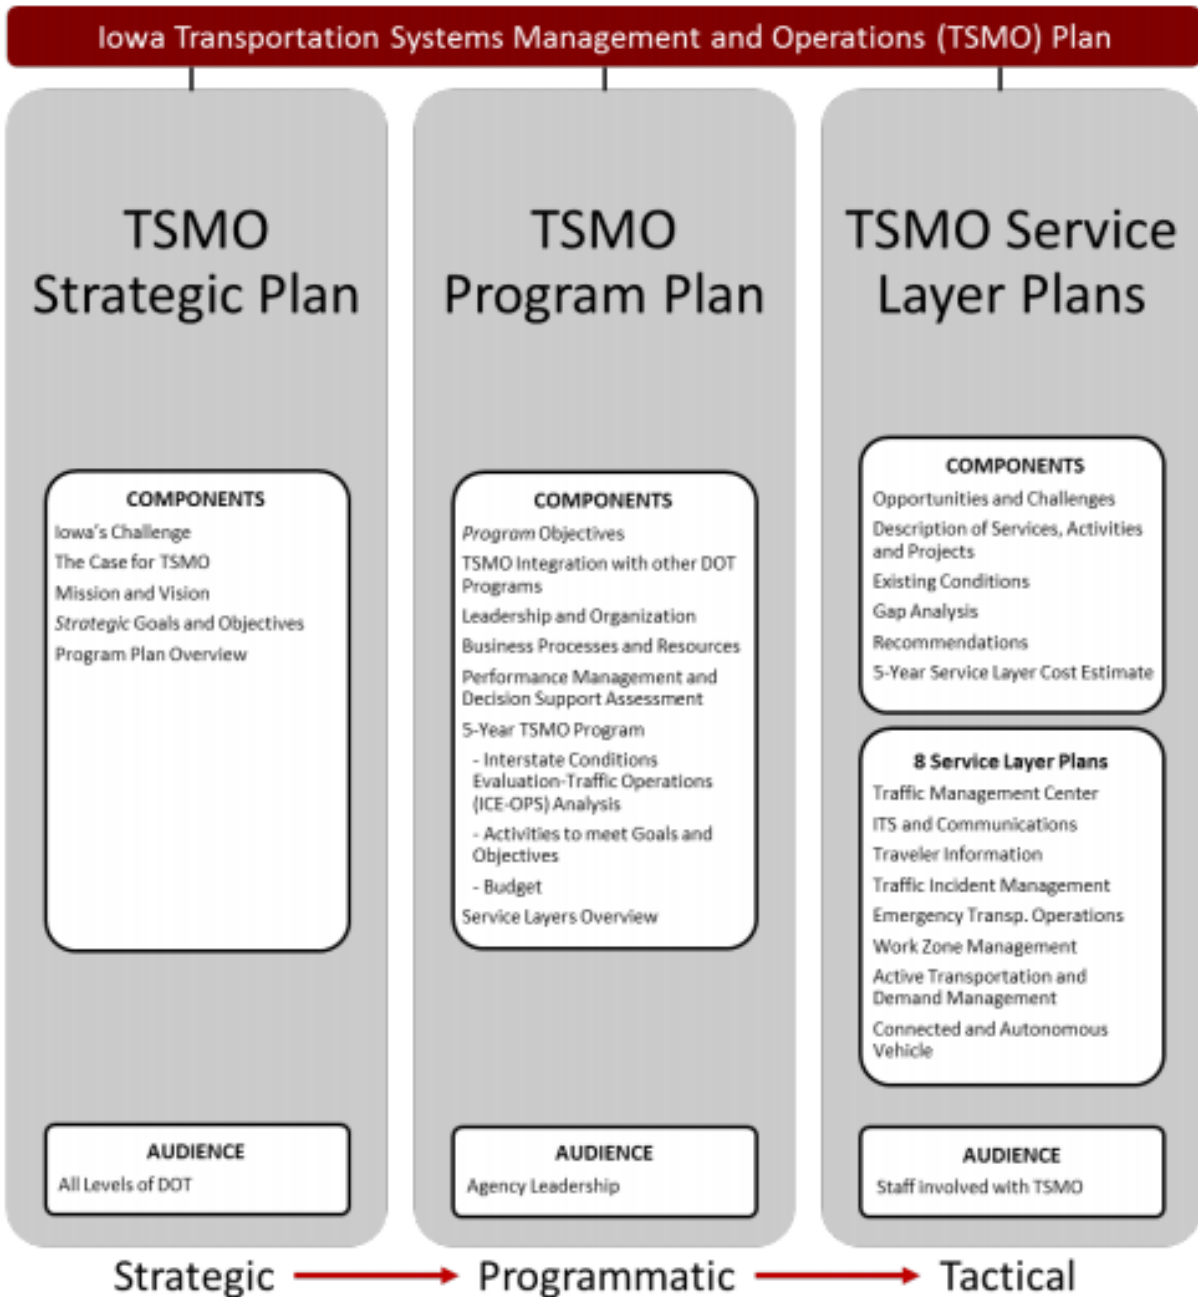 Iowa Transportation Systems Management and Operations (TSMO) Plan
TSMO
Strategic Plan
COMPONENTS
Iowa's Challenge
The Case for TSMO
Mission and Vision
Strategic Goals and Objectives
Program Plan Overview
AUDIENCE
All Levels of DOT
TSMO
Program Plan
COMPONENTS
Program Objectives
TSMO Integration with other DOT
Programs
Leadership and Organization
Business Processes and Resources
Performance Management and
Decision Support Assessment
5-Year TSMO Program
- Interstate Conditions
Evaluation-Traffic Operations
(ICE-OPS) Analysis
- Activities to meet Goals and
Objectives
- Budget
Service Layers Overview
AUDIENCE
Agency Leadership
TSMO Service
Layer Plans
COMPONENTS
Opportunities and Challenges
Description of Services, Activities
and Projects
Existing Conditions
Gap Analysis
Recommendations
5-Year Service Layer Cost Estimate
8 Service Layer Plans
Traffic Management Center
ITS and Communications
Traveler Information
Traffic Incident Management
Emergency Transp. Operations
Work Zone Management
Active Transportation and
Demand Management
Connected and Autonomous
Vehicle
AUDIENCE
Staff involved with TSMO
Strategic
Programmatic
Tactical